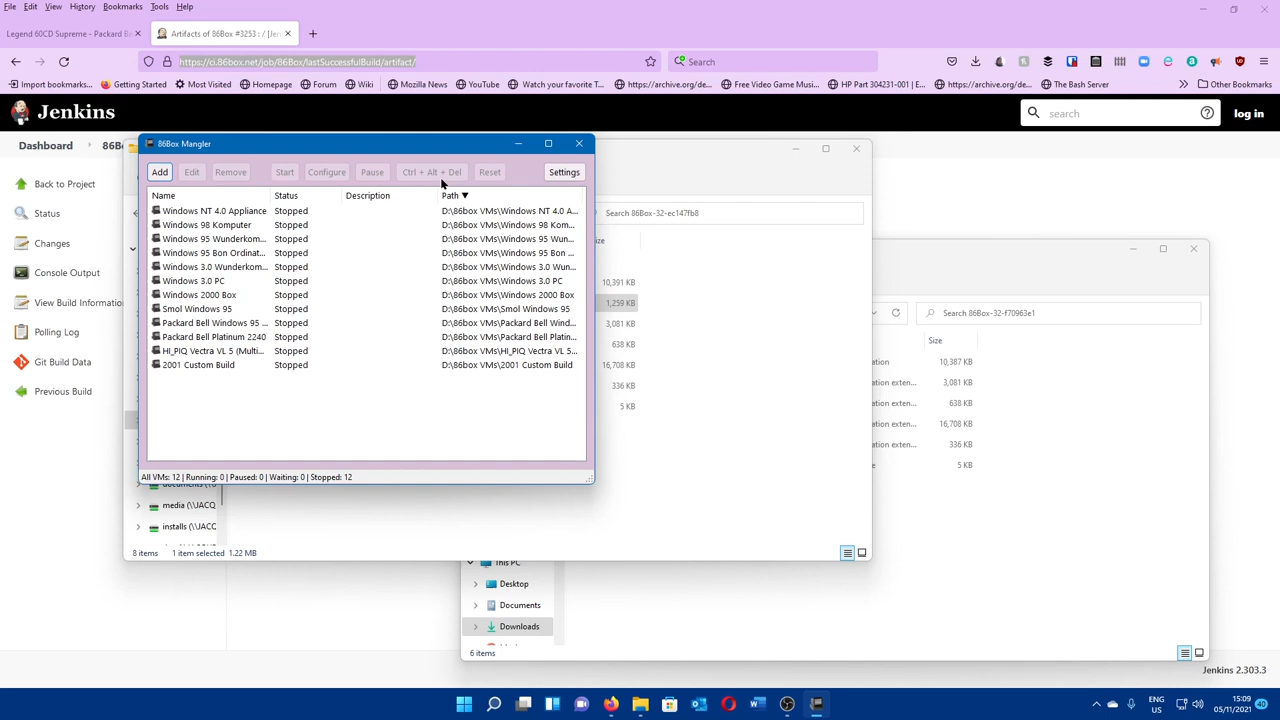 File Edit View History Bookmarks Tools Help
Legend 60CD Supreme - Packard Be
Artifacts of 86Box #3253 : / [Jen
https://ci.86box.net/job/86Box/lastSuccessfulBuild/artifact/
Search
Import bookmarks... Getting Started Most Visited Homepage Forum Wiki Mozilla News YouTube Watch your favorite T... https://archive.org/de... Free Video Game Musi... HP Part 304231-001 | E... https://archive.org/de... The Bash Server Other Bookmarks
Jenkins
search
log in
Dashboard
86B
Back to Project
Status
Changes
Console Output
View Build Information
Polling Log
Git Build Data
Previous Build
86Box Mangler
Add Edit Remove Start Configure Pause Ctrl + Alt + Del Reset Settings
Name Status Description Path
Windows NT 4.0 Appliance Stopped D:\86box VMs\Windows NT 4.0 A...
Windows 98 Komputer Stopped D:\86box VMs\Windows 98 Kom...
Windows 95 Wunderkom... Stopped D:\86box VMs\Windows 95 Wun...
Windows 95 Bon Ordinat... Stopped D:\86box VMs\Windows 95 Bon ...
Windows 3.0 Wunderkom... Stopped D:\86box VMs\Windows 3.0 Wun...
Windows 3.0 PC Stopped D:\86box VMs\Windows 3.0 PC
Windows 2000 Box Stopped D:\86box VMs\Windows 2000 Box
Smol Windows 95 Stopped D:\86box VMs\Smol Windows 95
Packard Bell Windows 95 ... Stopped D:\86box VMs\Packard Bell Wind...
Packard Bell Platinum 2240 Stopped D:\86box VMs\Packard Bell Platin...
HI_PIQ Vectra VL 5 (Multi... Stopped D:\86box VMs\HI_PIQ Vectra VL 5...
2001 Custom Build Stopped D:\86box VMs\2001 Custom Build
All VMs: 12 | Running: 0 | Paused: 0 | Waiting: 0 | Stopped: 12
Search 86Box-32-ec147fb8
10,391 KB
1,259 KB
3,081 KB
638 KB
16,708 KB
336 KB
5 KB
media (\\JACQ
installs (\\JACQ
8 items 1 item selected 1.22 MB
Search 86Box-32-f70963e1
Size
ation 10,387 KB
ation exten... 3,081 KB
ation exten... 638 KB
ation exten... 16,708 KB
ation exten... 336 KB
e 5 KB
This PC
Desktop
Documents
Downloads
6 items
Jenkins 2.303.3
ENG
US
15:09
05/11/2021